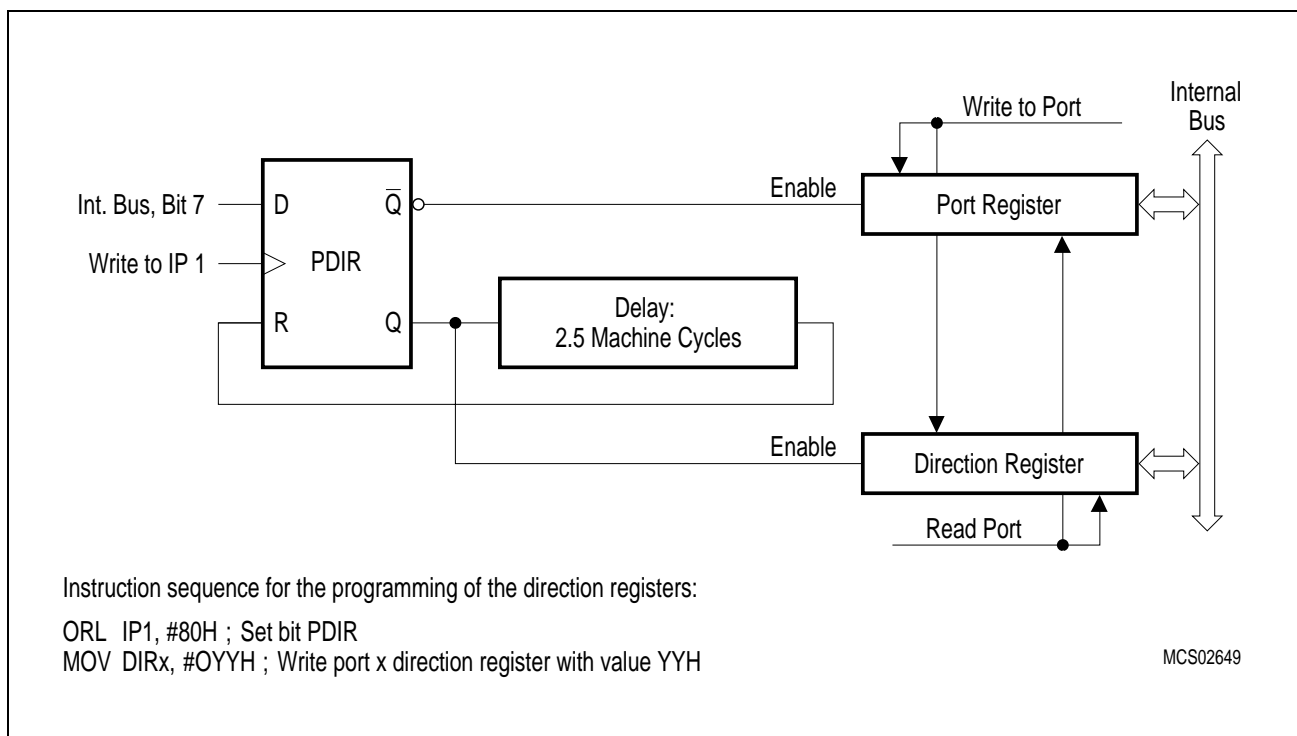 Write to Port
Internal
Bus
Int. Bus, Bit 7
D
Q
Enable
Port Register
Write to IP 1
PDIR
R
Q
Delay:
2.5 Machine Cycles
Enable
Direction Register
Read Port
Instruction sequence for the programming of the direction registers:
ORL IP1, #80H ; Set bit PDIR
MOV DIRx, #OYYH ; Write port x direction register with value YYH
MCS02649